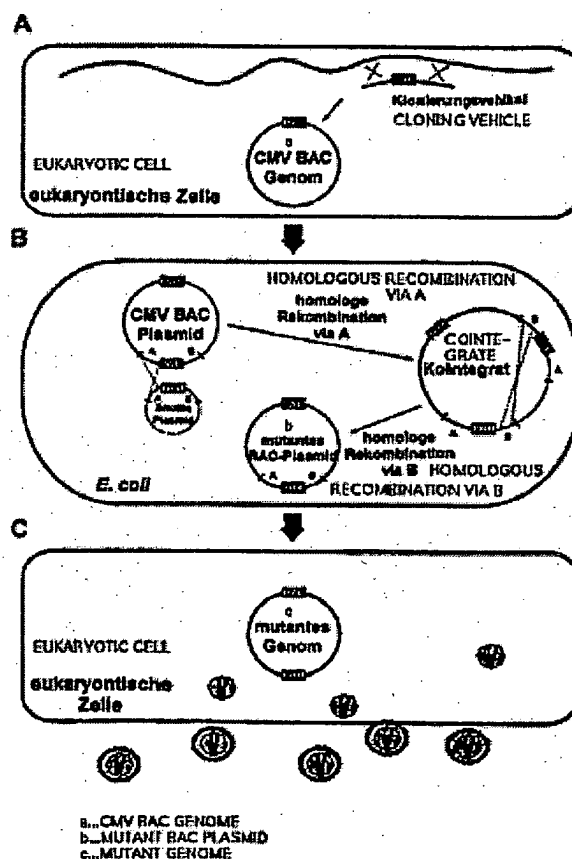 A
Klonierungsvehikel
CLONING VEHICLE
a
CMV BAC
Genom
EUKARYOTIC CELL
eukaryontische Zelle
B
HOMOLOGOUS RECOMBINATION
VIA A
homologe
Rekombination
via A
CMV BAC
Plasmid
A B
A B
Plasmid
COINTE-
GRATE
Kointegrat
A B
A
B
b
mutantes
BAC-Plasmid
A B
homologe
Rekombination
via B HOMOLOGOUS
RECOMBINATION VIA B
E. coli
C
c
mutantes
Genom
EUKARYOTIC CELL
eukaryontische
Zelle
a...CMV BAC GENOME
b...MUTANT BAC PLASMID
c...MUTANT GENOME